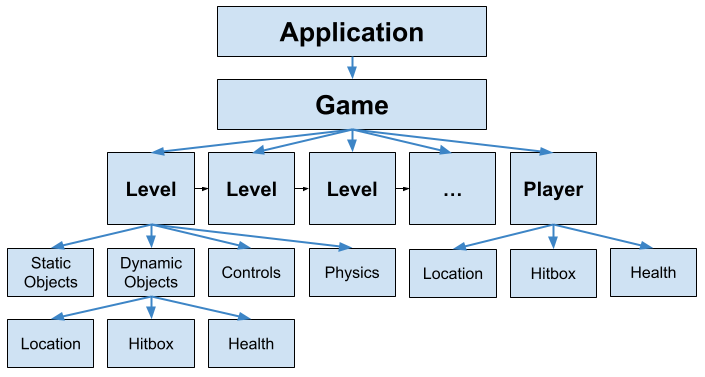 Application
Game
Level
Level
Level
...
Player
Static
Objects
Dynamic
Objects
Controls
Physics
Location
Hitbox
Health
Location
Hitbox
Health